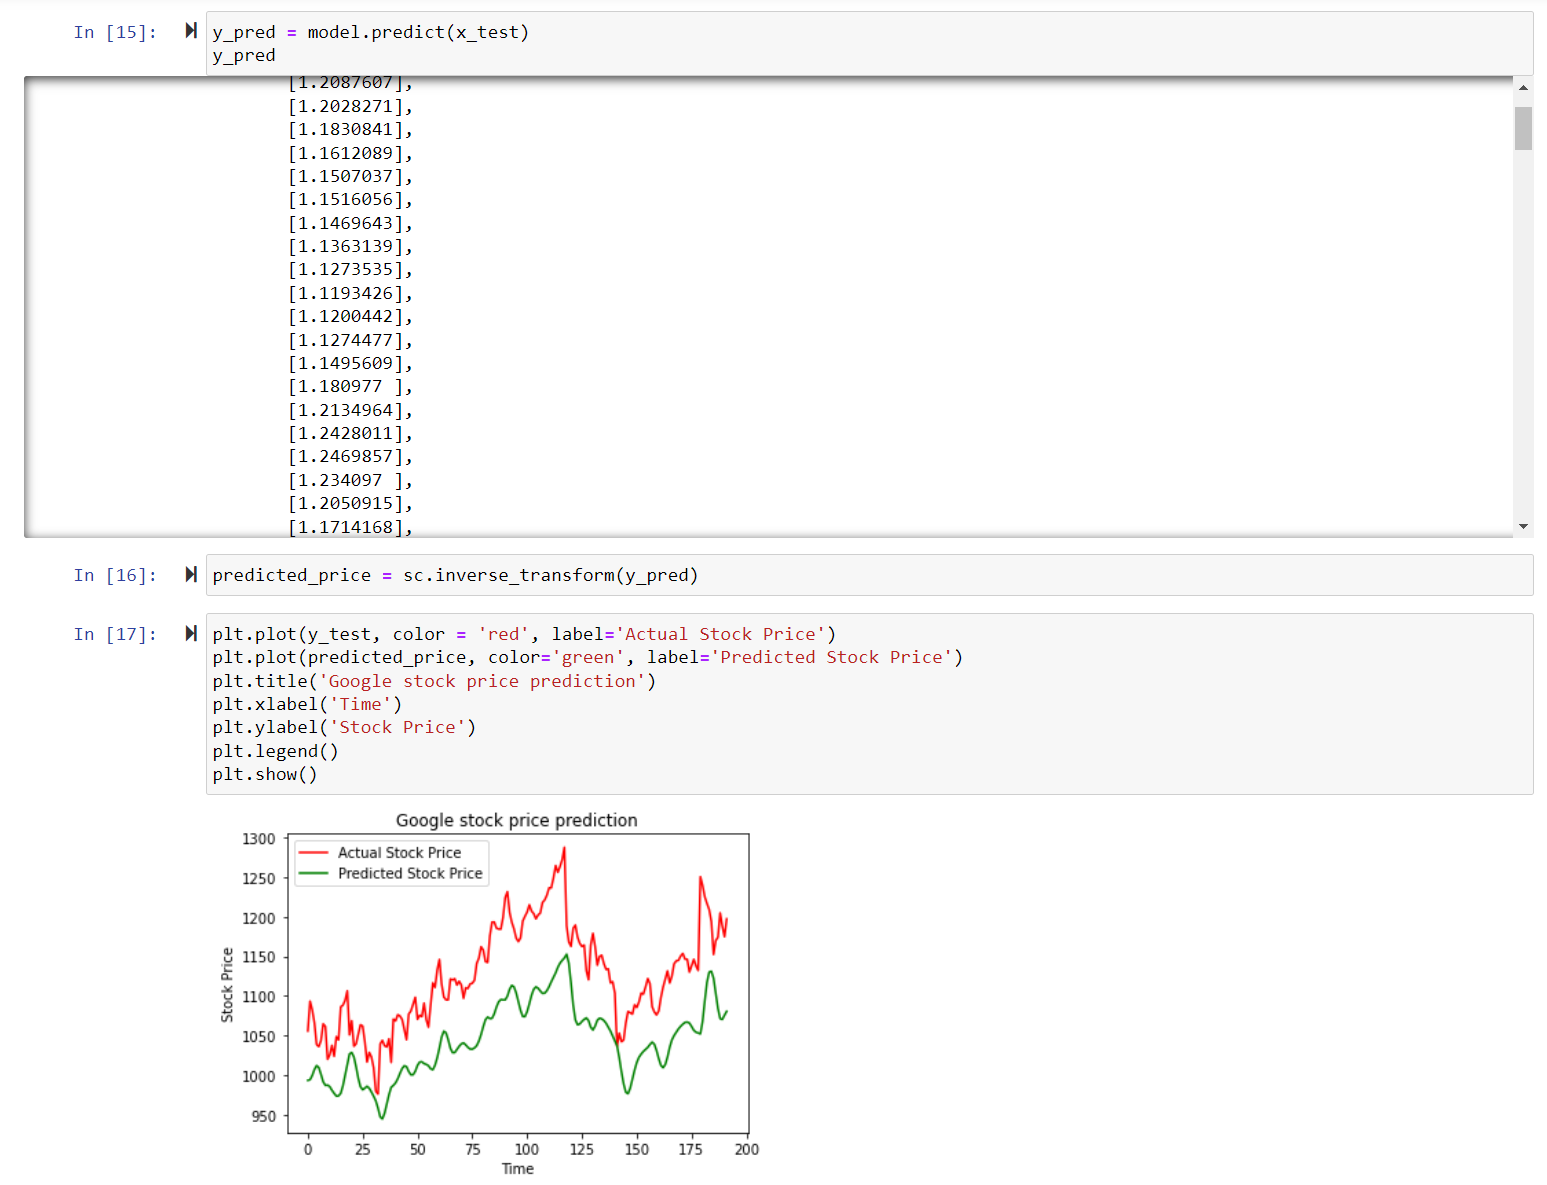 In [15]:
y_pred = model.predict(x_test)
y_pred
[1.2087607],
[1.2028271],
[1.1830841],
[1.1612089],
[1.1507037],
[1.1516056],
[1.1469643],
[1.1363139],
[1.1273535],
[1.1193426],
[1.1200442],
[1.1274477],
[1.1495609],
[1.180977 ],
[1.2134964],
[1.2428011],
[1.2469857],
[1.234097 ],
[1.2050915],
[1.1714168],
In [16]:
predicted_price = sc.inverse_transform(y_pred)
In [17]:
plt.plot(y_test, color = 'red', label='Actual Stock Price')
plt.plot(predicted_price, color='green', label='Predicted Stock Price')
plt.title('Google stock price prediction')
plt.xlabel('Time')
plt.ylabel('Stock Price')
plt.legend()
plt.show()
Google stock price prediction
Actual Stock Price
Predicted Stock Price
1300
1250
1200
1150
1100
1050
1000
950
Stock Price
0 25 50 75 100 125 150 175 200
Time